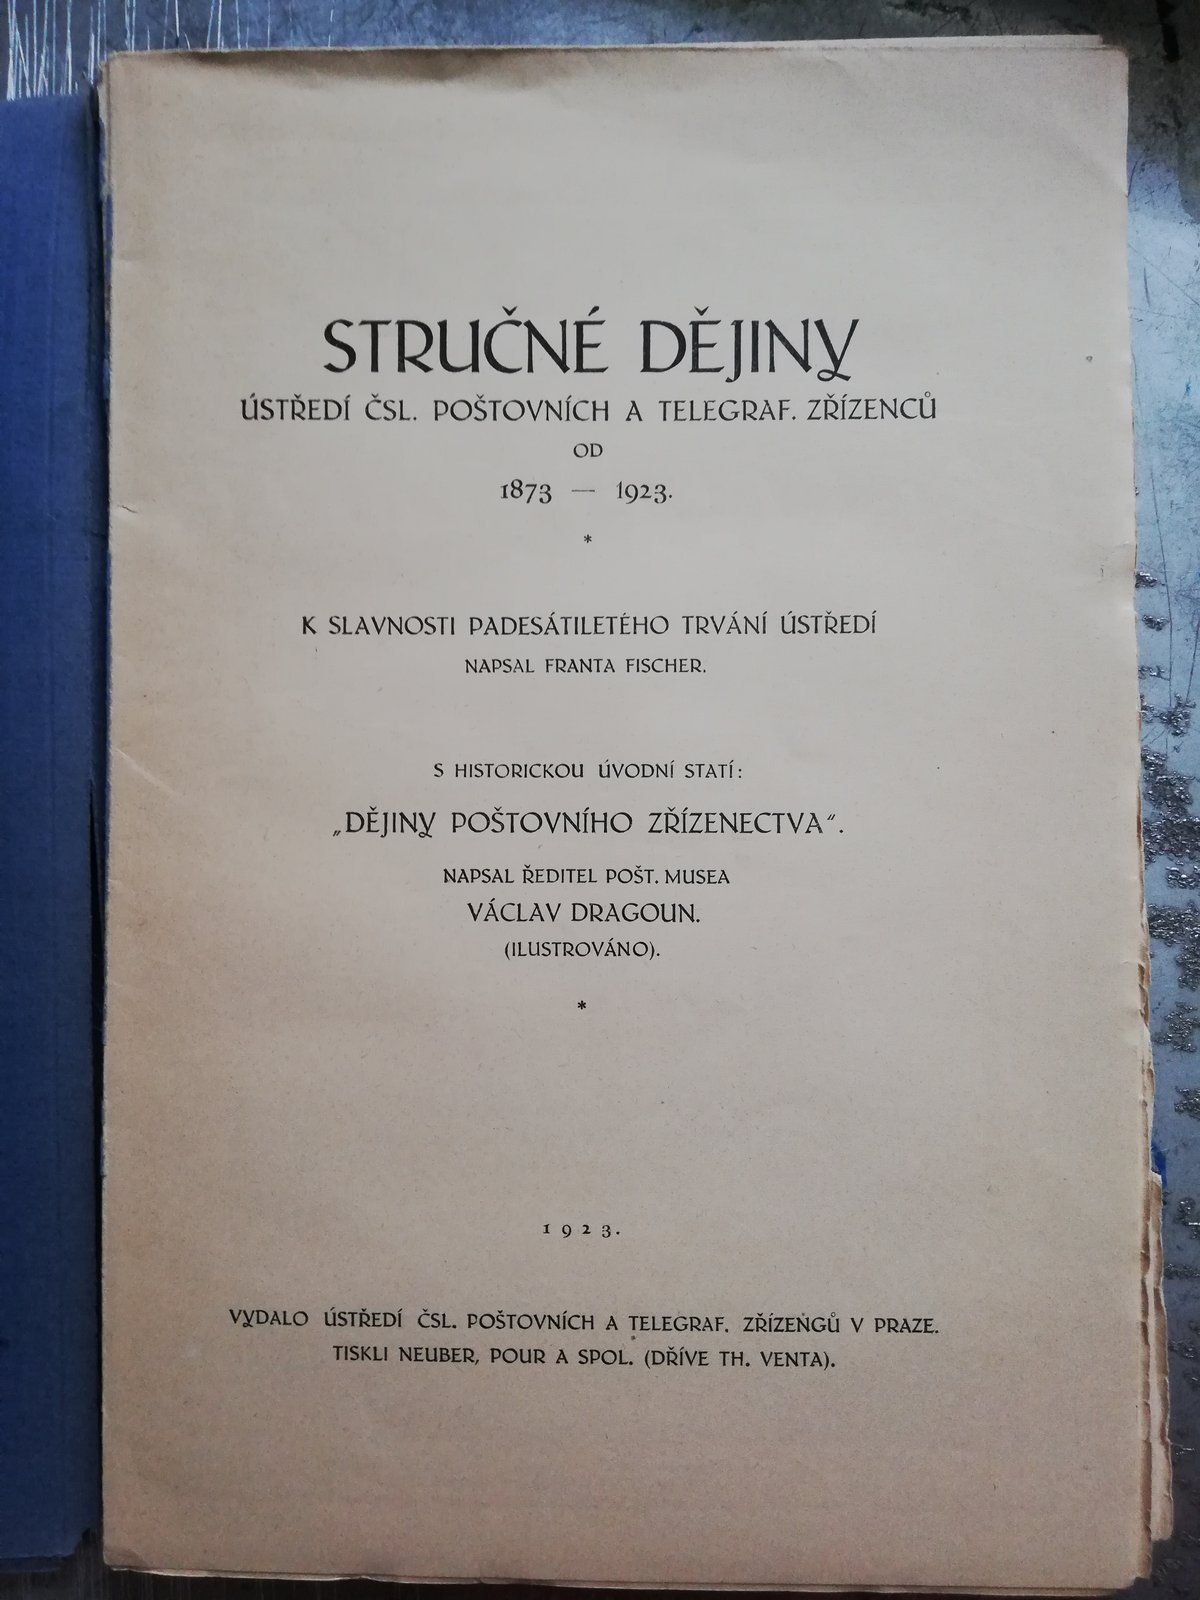 STRUČNÉ DĚJINY
ÚSTŘEDÍ ČSL. POŠTOVNÍCH A TELEGRAF. ZŘÍZENCŮ
OD
1873 — 1923.
*
K SLAVNOSTI PADESÁTILETÉHO TRVÁNÍ ÚSTŘEDÍ
NAPSAL FRANTA FISCHER.
S HISTORICKOU ÚVODNÍ STATÍ:
„DĚJINY POŠTOVNÍHO ZŘÍZENECTVA“.
NAPSAL ŘEDITEL POŠT. MUSEA
VÁCLAV DRAGOUN.
(ILUSTROVÁNO).
*
1923.
VYDALO ÚSTŘEDÍ ČSL. POŠTOVNÍCH A TELEGRAF. ZŘÍZENGŮ V PRAZE.
TISKLI NEUBER, POUR A SPOL. (DŘÍVE TH. VENTA).